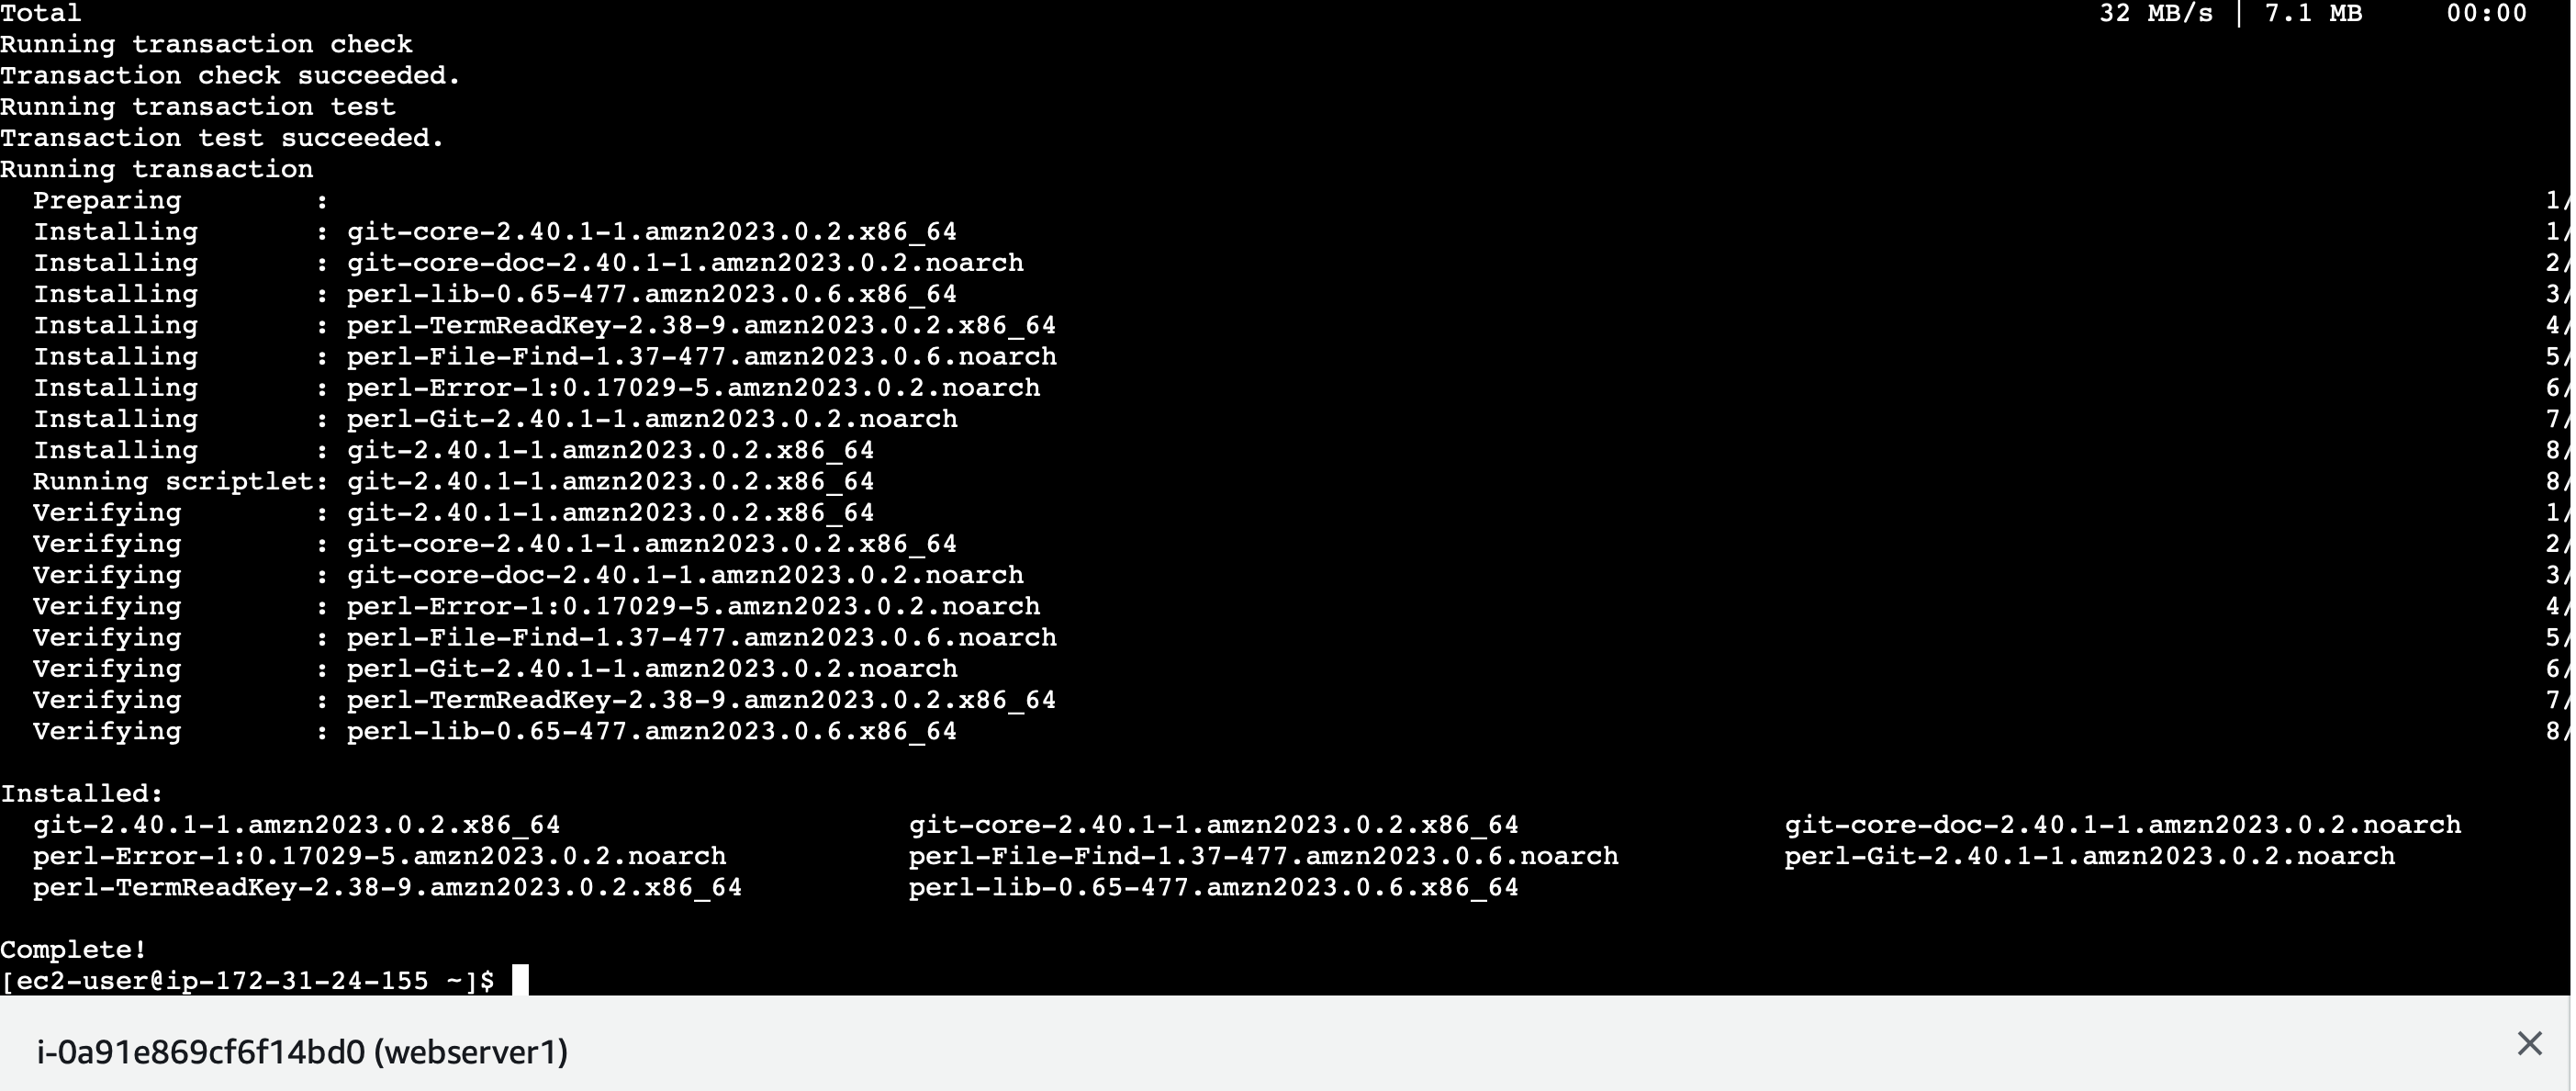 Total 32 MB/s | 7.1 MB 00:00
Running transaction check
Transaction check succeeded.
Running transaction test
Transaction test succeeded.
Running transaction
Preparing : 1/
Installing : git-core-2.40.1-1.amzn2023.0.2.x86_64 1/
Installing : git-core-doc-2.40.1-1.amzn2023.0.2.noarch 2/
Installing : perl-lib-0.65-477.amzn2023.0.6.x86_64 3/
Installing : perl-TermReadKey-2.38-9.amzn2023.0.2.x86_64 4/
Installing : perl-File-Find-1.37-477.amzn2023.0.6.noarch 5/
Installing : perl-Error-1:0.17029-5.amzn2023.0.2.noarch 6/
Installing : perl-Git-2.40.1-1.amzn2023.0.2.noarch 7/
Installing : git-2.40.1-1.amzn2023.0.2.x86_64 8/
Running scriptlet: git-2.40.1-1.amzn2023.0.2.x86_64 8/
Verifying : git-2.40.1-1.amzn2023.0.2.x86_64 1/
Verifying : git-core-2.40.1-1.amzn2023.0.2.x86_64 2/
Verifying : git-core-doc-2.40.1-1.amzn2023.0.2.noarch 3/
Verifying : perl-Error-1:0.17029-5.amzn2023.0.2.noarch 4/
Verifying : perl-File-Find-1.37-477.amzn2023.0.6.noarch 5/
Verifying : perl-Git-2.40.1-1.amzn2023.0.2.noarch 6/
Verifying : perl-TermReadKey-2.38-9.amzn2023.0.2.x86_64 7/
Verifying : perl-lib-0.65-477.amzn2023.0.6.x86_64 8/
Installed:
git-2.40.1-1.amzn2023.0.2.x86_64 git-core-2.40.1-1.amzn2023.0.2.x86_64 git-core-doc-2.40.1-1.amzn2023.0.2.noarch
perl-Error-1:0.17029-5.amzn2023.0.2.noarch perl-File-Find-1.37-477.amzn2023.0.6.noarch perl-Git-2.40.1-1.amzn2023.0.2.noarch
perl-TermReadKey-2.38-9.amzn2023.0.2.x86_64 perl-lib-0.65-477.amzn2023.0.6.x86_64
Complete!
[ec2-user@ip-172-31-24-155 ~]$
i-0a91e869cf6f14bd0 (webserver1)